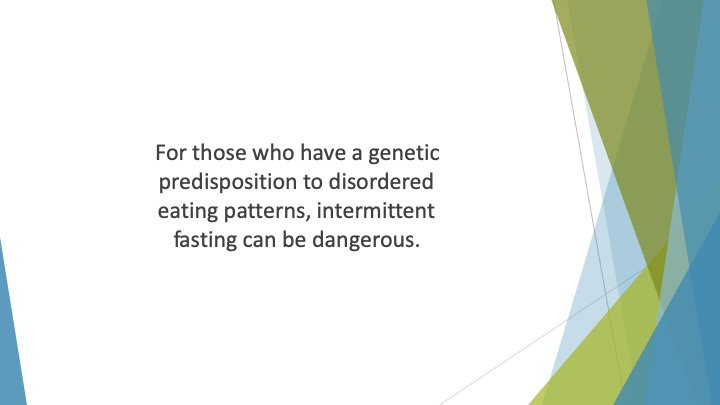 For those who have a genetic
predisposition to disordered
eating patterns, intermittent
fasting can be dangerous.